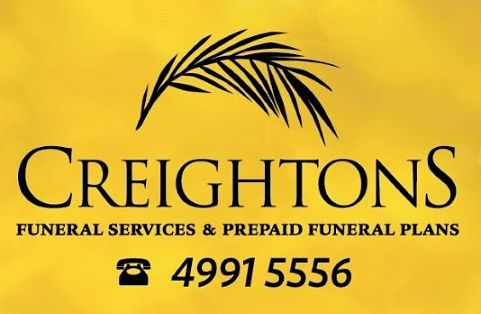 CREIGHTONS
FUNERAL SERVICES & PREPAID FUNERAL PLANS
☎ 4991 5556